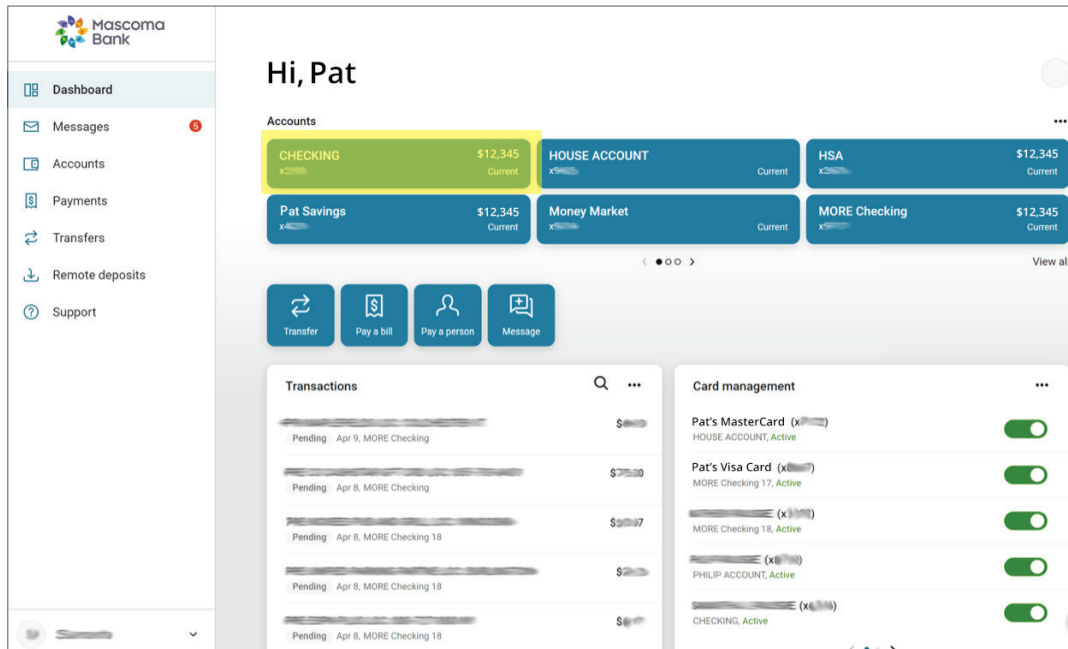 Mascoma
Bank
Dashboard
Messages 5
Accounts
Payments
Transfers
Remote deposits
Support
Hi, Pat
Accounts
CHECKING $12,345
Current
HOUSE ACCOUNT
Current
HSA $12,345
Current
Pat Savings $12,345
Current
Money Market
Current
MORE Checking $12,345
Current
View al
Transfer
Pay a bill
Pay a person
Message
Transactions
Pending Apr 9, MORE Checking
Pending Apr 8, MORE Checking
Pending Apr 8, MORE Checking 18
Pending Apr 8, MORE Checking 18
Pending Apr 8, MORE Checking 18
Card management
Pat's MasterCard
HOUSE ACCOUNT, Active
Pat's Visa Card
MORE Checking 17, Active
MORE Checking 18, Active
PHILIP ACCOUNT, Active
CHECKING, Active